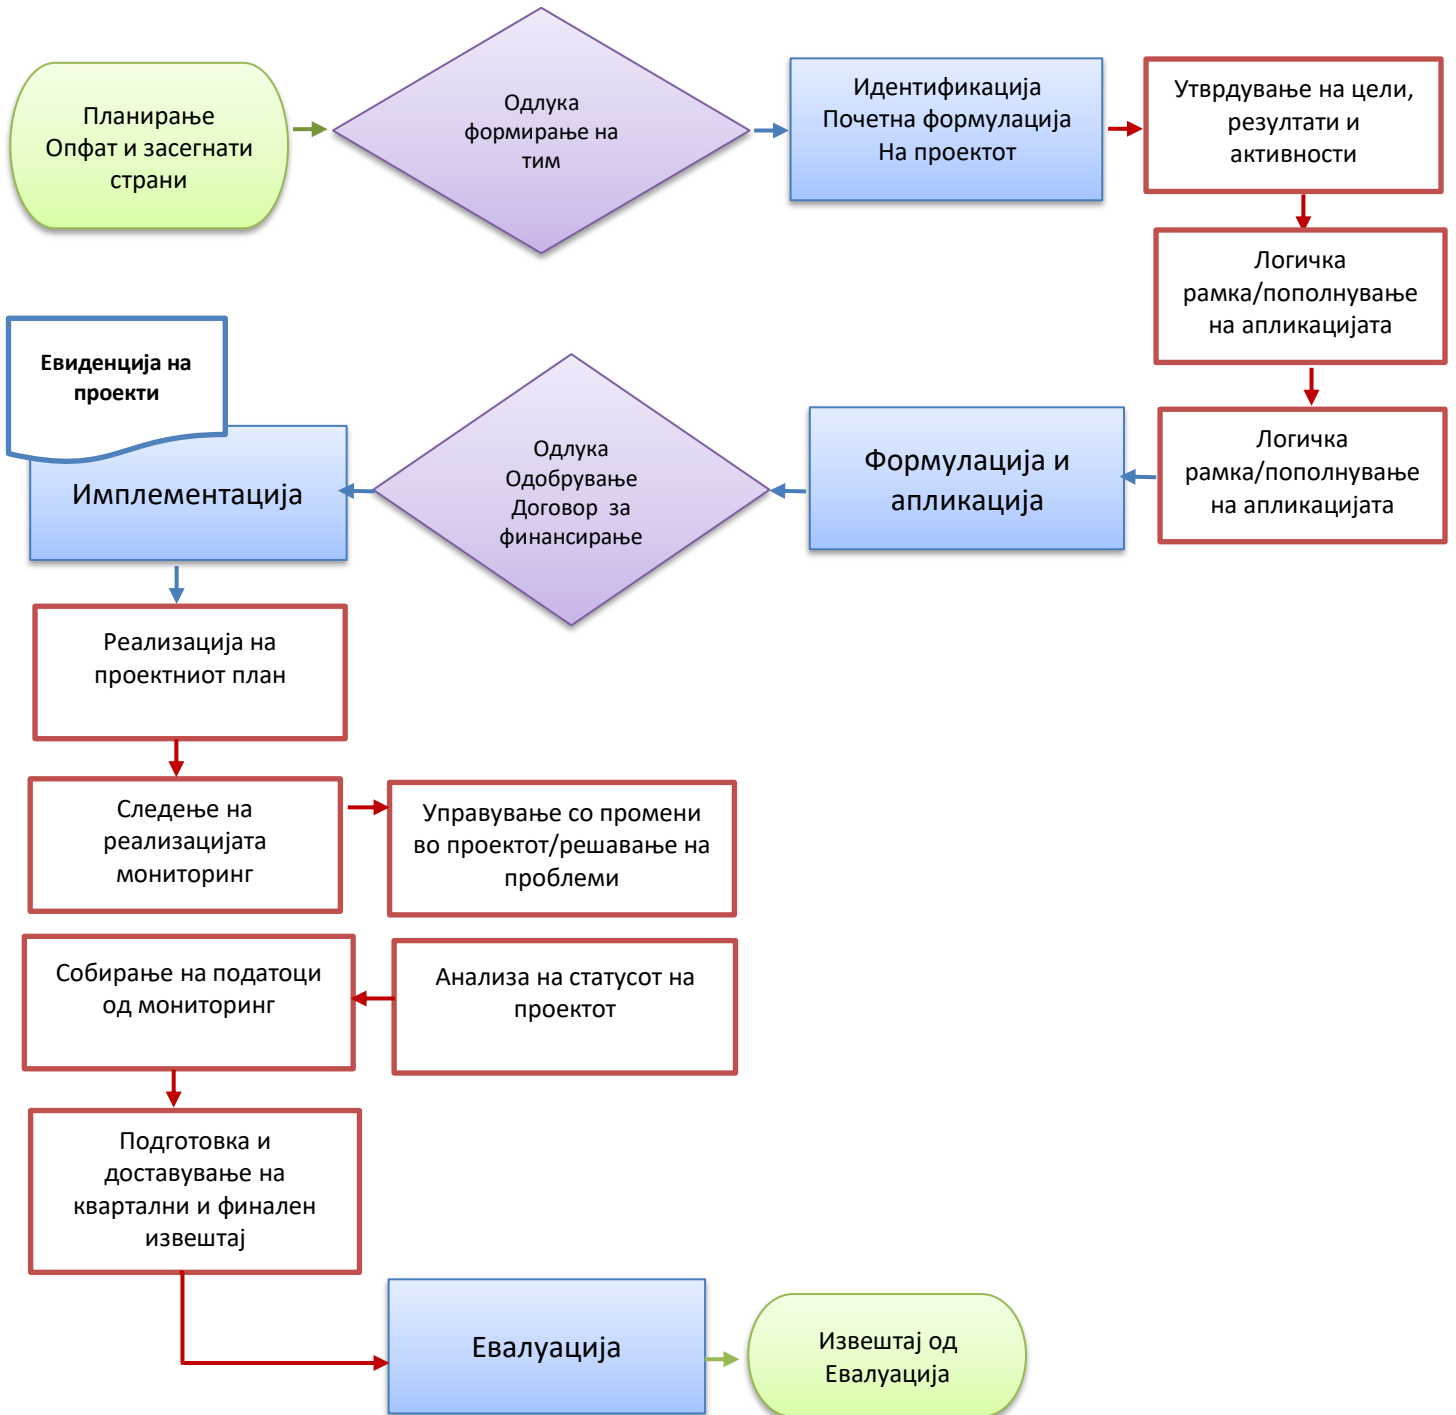 Планирање
Опфат и засегнати
страни
Одлука
формирање на
тим
Идентификација
Почетна формулација
На проектот
Утврдување на цели,
резултати и
активности
Логичка
рамка/пополнување
на апликацијата
Логичка
рамка/пополнување
на апликацијата
Формулација и
апликација
Одлука
Одобрување
Договор за
финансирање
Евиденција на
проекти
Имплементација
Реализација на
проектниот план
Следење на
реализацијата
мониторинг
Управување со промени
во проектот/решавање на
проблеми
Анализа на статусот на
проектот
Собирање на податоци
од мониторинг
Подготовка и
доставување на
квартални и финален
извештај
Евалуација
Извештај од
Евалуација